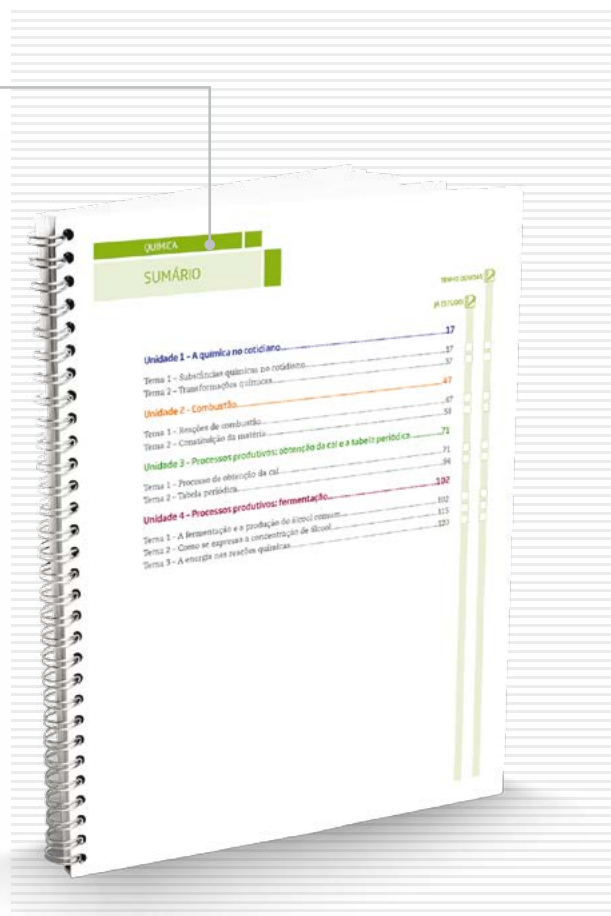 QUÍMICA
SUMÁRIO
TENHO DÚVIDAS
JÁ ESTUDEI
Unidade 1 – A química no cotidiano 17
Tema 1 – Substâncias químicas no cotidiano 17
Tema 2 – Transformações químicas 37
Unidade 2 – Combustão 47
Tema 1 – Reações de combustão 47
Tema 2 – Constituição da matéria
Unidade 3 – Processos produtivos: obtenção da cal e a tabela periódica 71
Tema 1 – Processo de obtenção da cal 71
Tema 2 – Tabela periódica 94
Unidade 4 – Processos produtivos: fermentação 102
Tema 1 – A fermentação e a produção do álcool comum 102
Tema 2 – Como se expressa a concentração de álcool 115
Tema 3 – A energia nas reações químicas 120